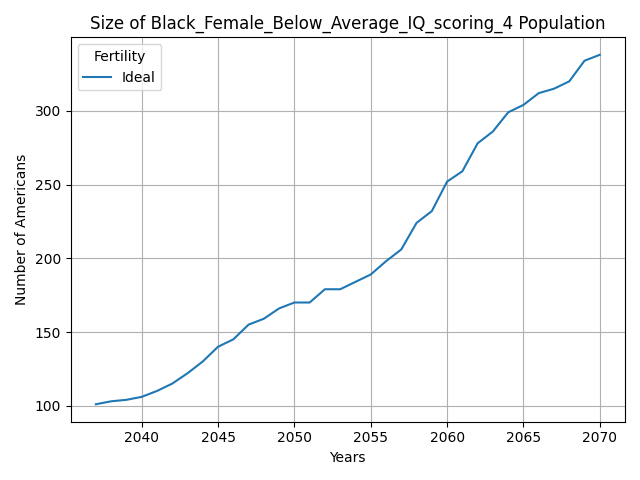 Size of Black_Female_Below_Average_IQ_scoring_4 Population
Fertility
Ideal
Number of Americans
300
250
200
150
100
2040 2045 2050 2055 2060 2065 2070
Years